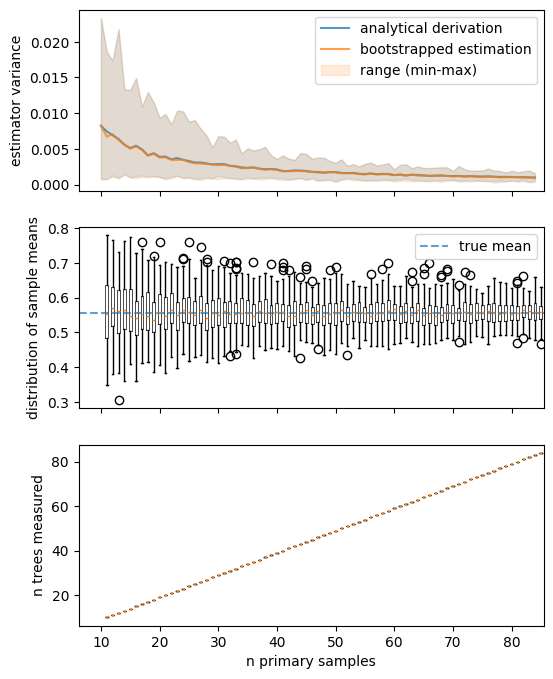 estimator variance
0.020
0.015
0.010
0.005
0.000
analytical derivation
bootstrapped estimation
range (min-max)
distribution of sample means
0.8
0.7
0.6
0.5
0.4
0.3
true mean
n trees measured
80
60
40
20
10
20
30
40
50
60
70
80
n primary samples